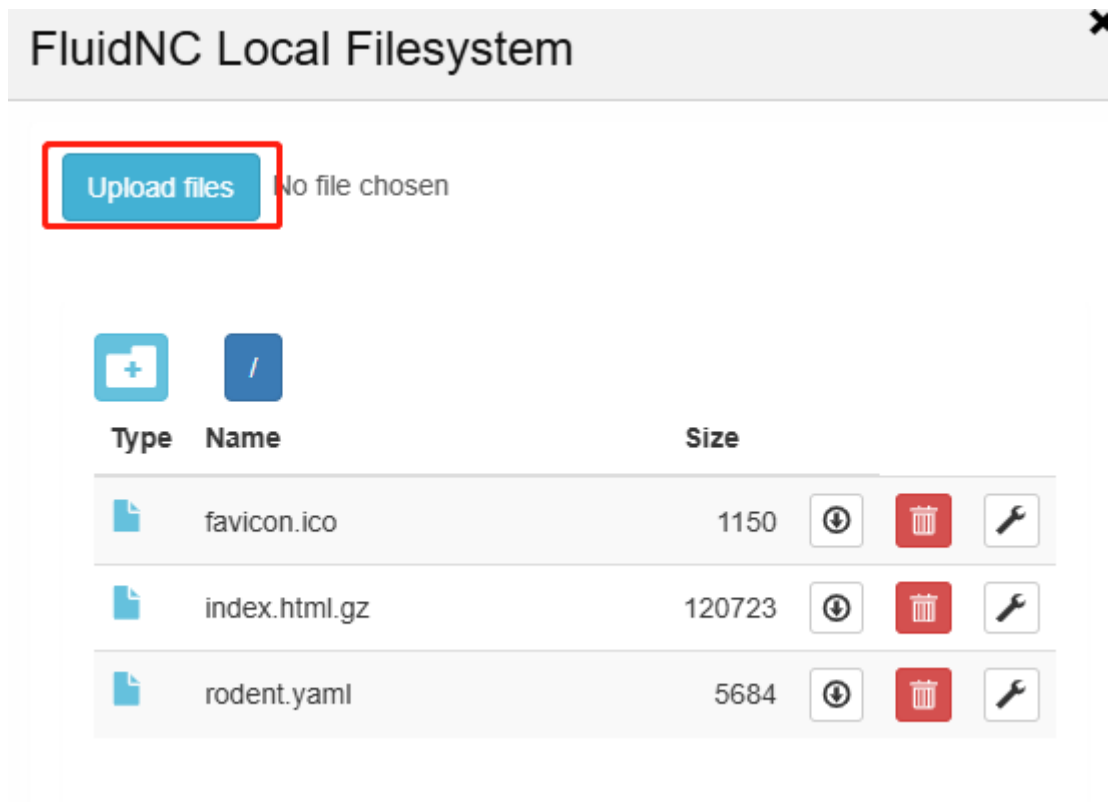 FluidNC Local Filesystem
Upload files No file chosen
/
Type Name Size
favicon.ico 1150
index.html.gz 120723
rodent.yaml 5684